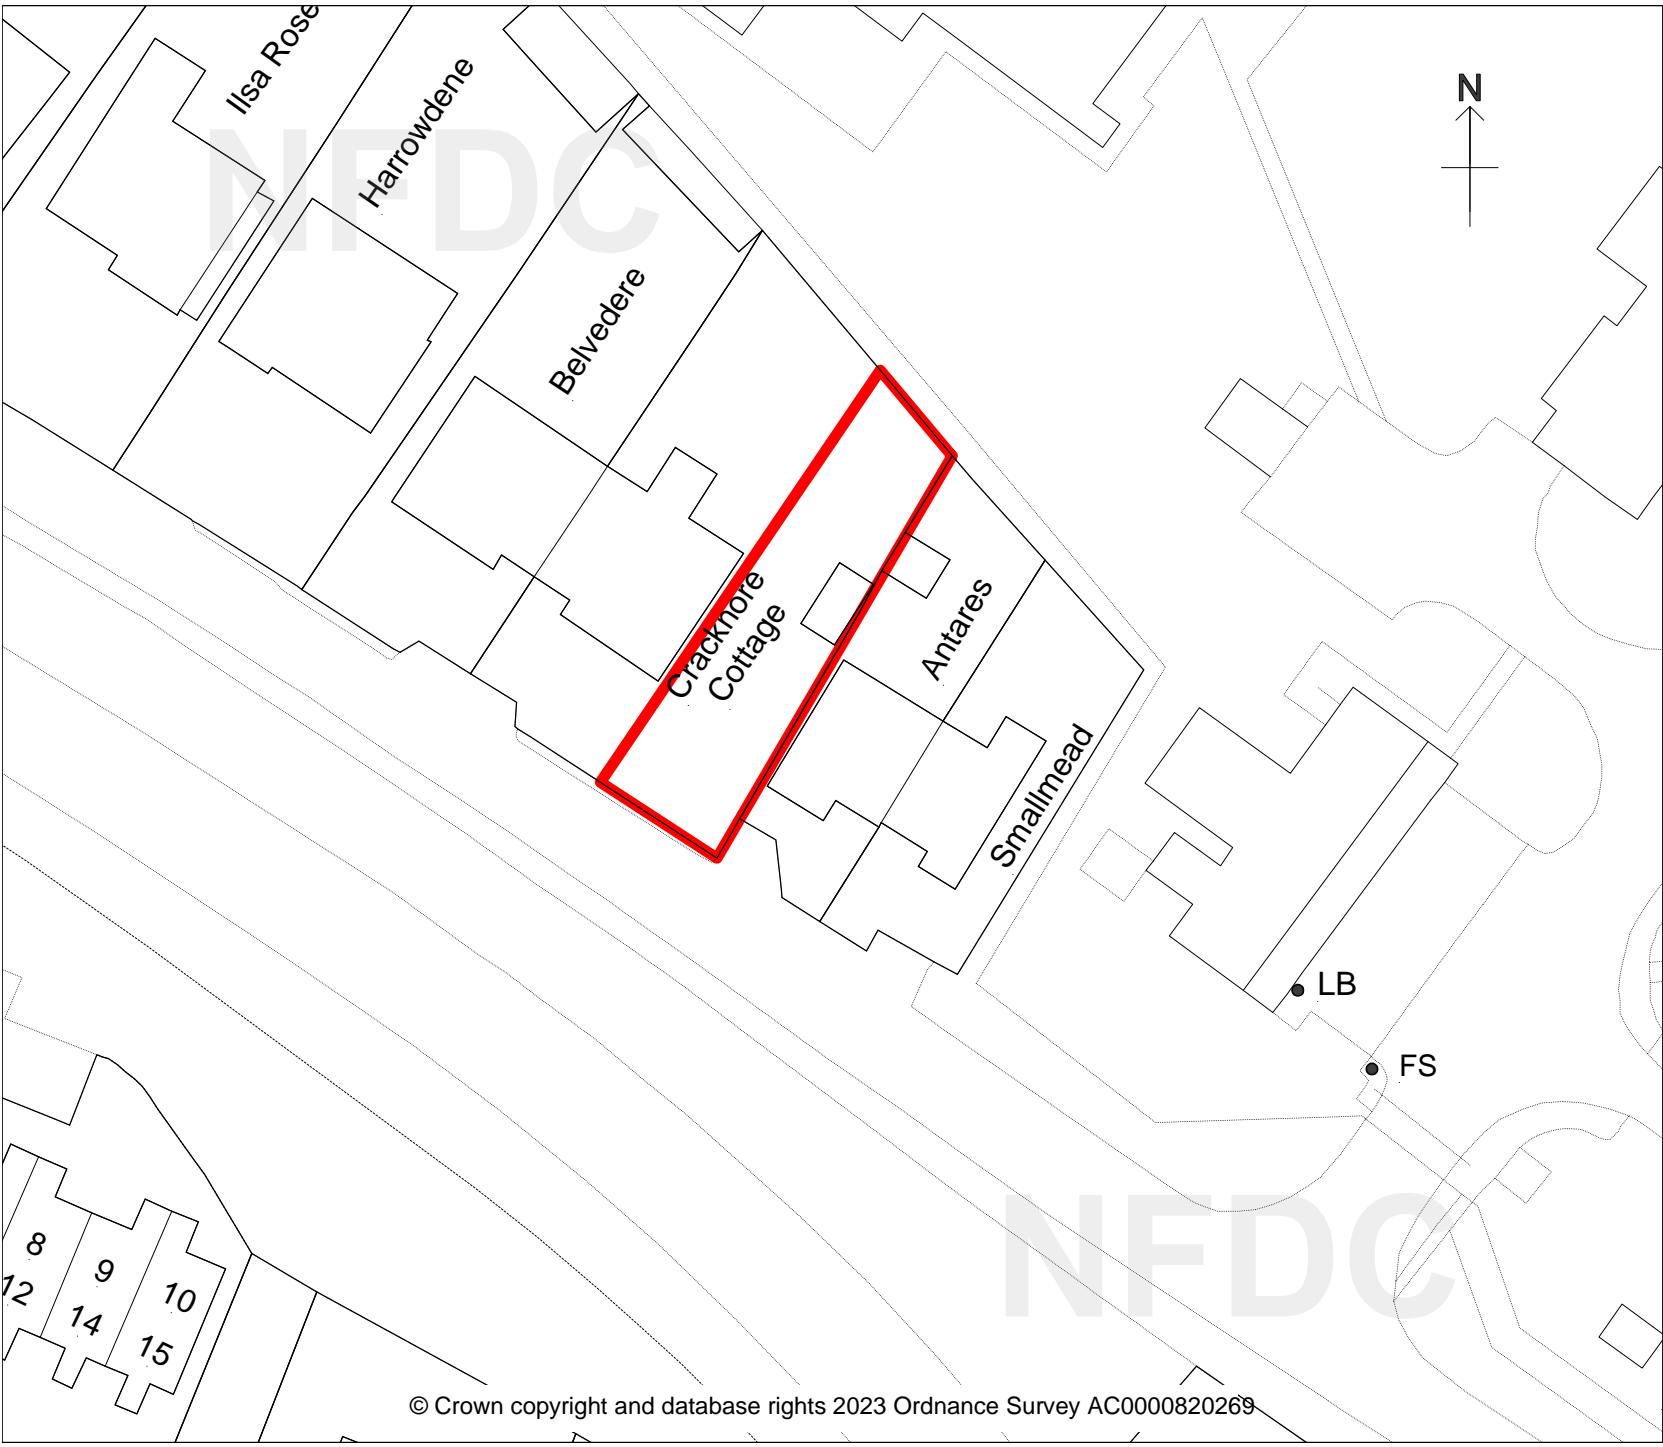 Ilsa Rose
Harrowdene
N
NFDC
Belvedere
Cracknore
Cottage
Antares
Smallmead
LB
FS
NFDC
8
12
9
14
10
15
© Crown copyright and database rights 2023 Ordnance Survey AC0000820269